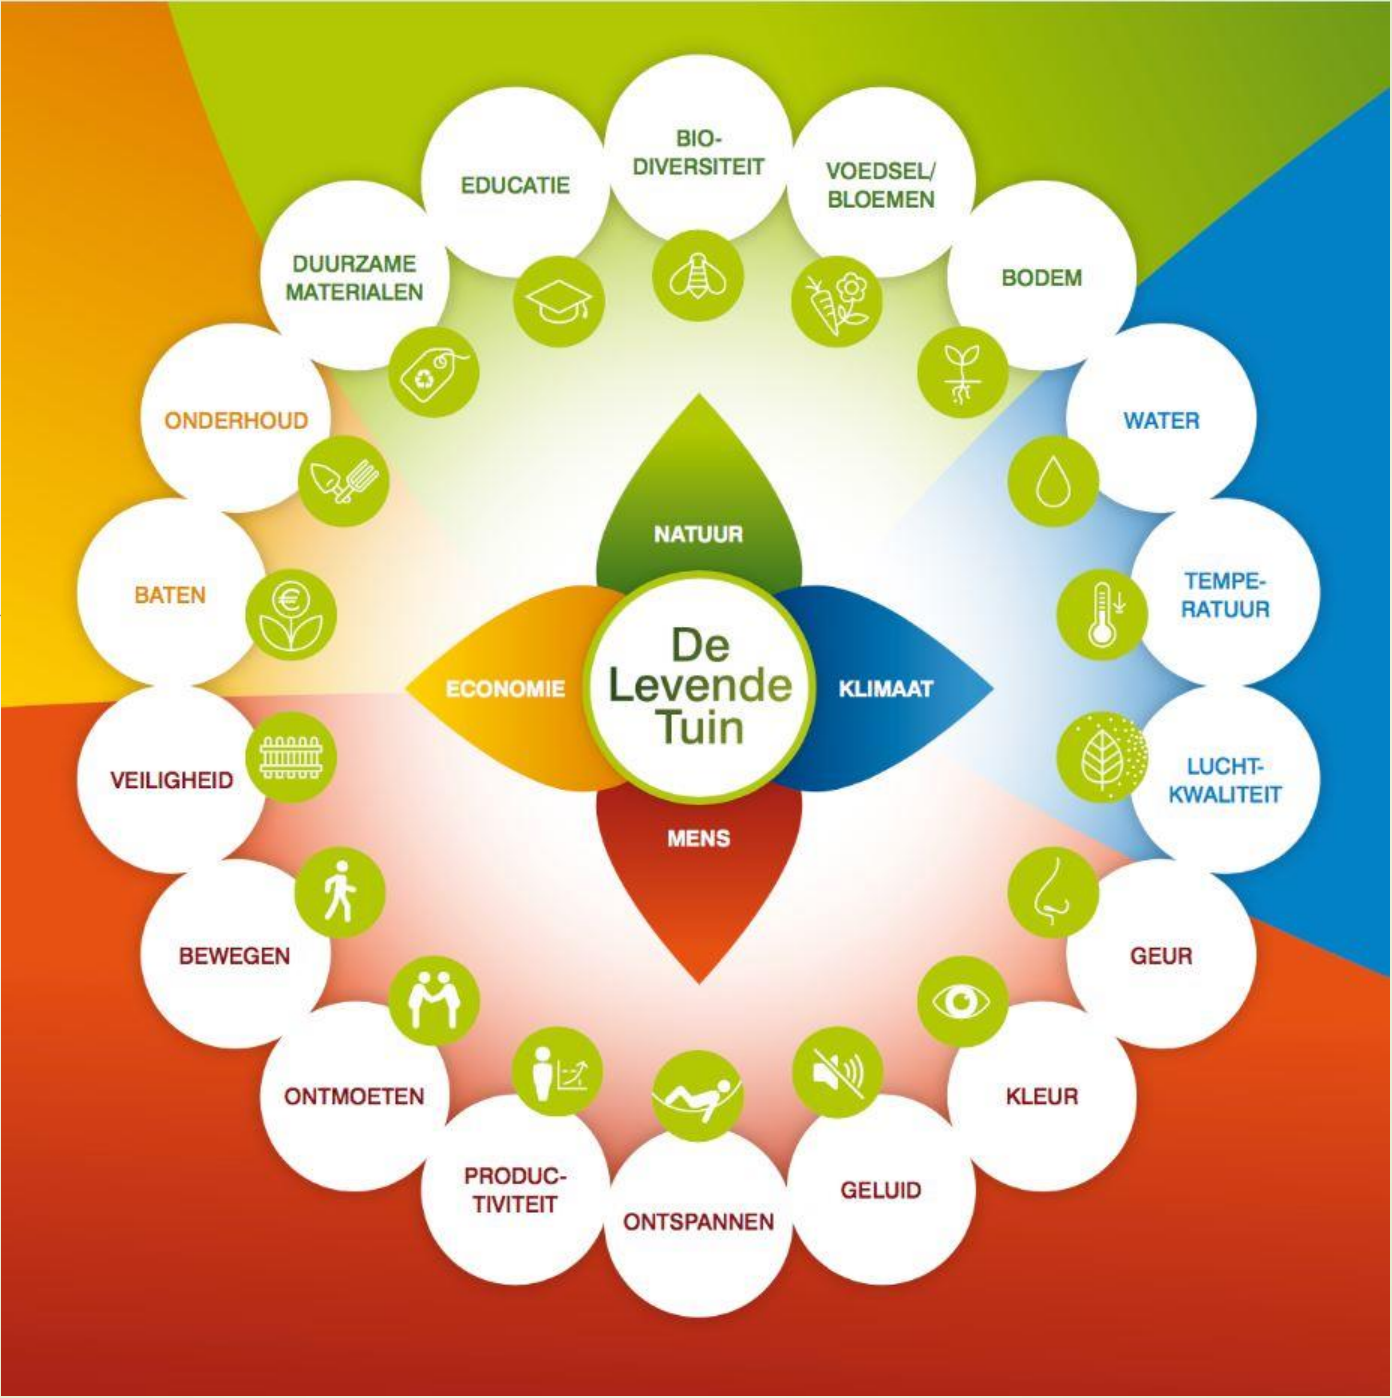 BIO-
DIVERSITEIT
VOEDSEL/
BLOEMEN
BODEM
WATER
TEMPE-
RATUUR
LUCHT-
KWALITEIT
GEUR
KLEUR
GELUID
ONTSPANNEN
PRODUC-
TIVITEIT
ONTMOETEN
BEWEGEN
VEILIGHEID
BATEN
€
ONDERHOUD
DUURZAME
MATERIALEN
EDUCATIE
NATUUR
De
Levende
Tuin
ECONOMIE
KLIMAAT
MENS